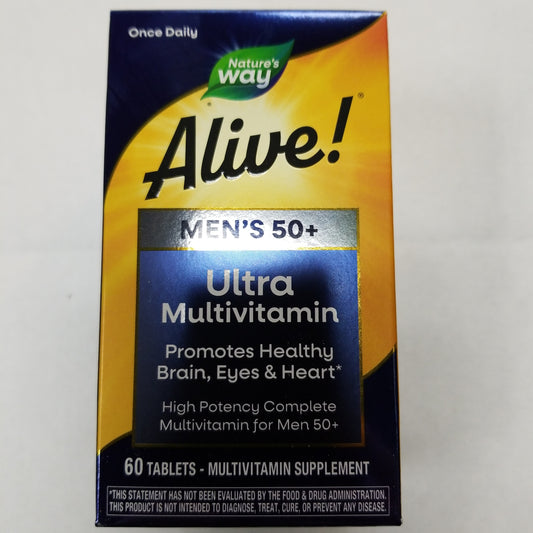 Once Daily
Nature's
way
Alive!®
MEN'S 50+
Ultra
Multivitamin
Promotes Healthy
Brain, Eyes & Heart*
High Potency Complete
Multivitamin for Men 50+
60 TABLETS - MULTIVITAMIN SUPPLEMENT
*THIS STATEMENT HAS NOT BEEN EVALUATED BY THE FOOD & DRUG ADMINISTRATION.
THIS PRODUCT IS NOT INTENDED TO DIAGNOSE, TREAT, CURE, OR PREVENT ANY DISEASE.